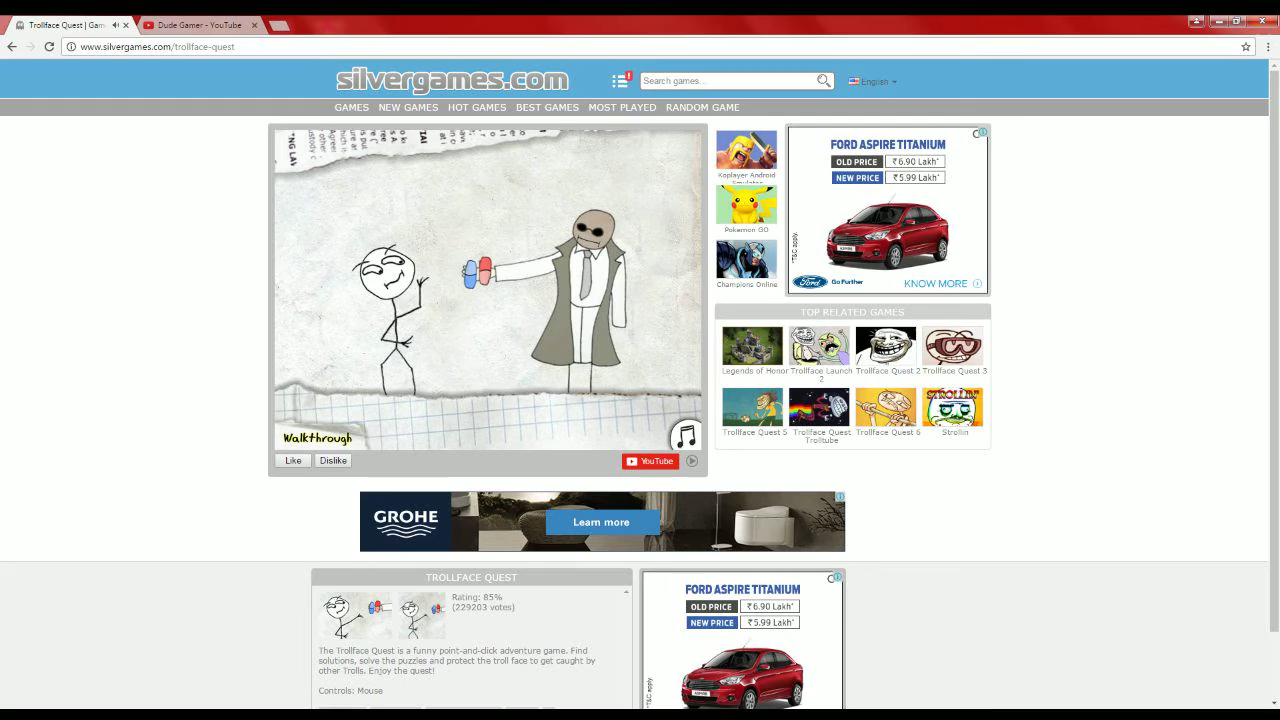 Trollface Quest | Gam
Dude Gamer - YouTube
www.silvergames.com/trollface-quest
silvergames.com
Search games...
English
GAMES NEW GAMES HOT GAMES BEST GAMES MOST PLAYED RANDOM GAME
Walkthrough
Like Dislike
YouTube
Koplayer Android
Emulator
Pokemon GO
Champions Online
FORD ASPIRE TITANIUM
OLD PRICE ₹6.90 Lakh*
NEW PRICE ₹5.99 Lakh*
*T&C apply.
Ford Go Further
KNOW MORE
TOP RELATED GAMES
Legends of Honor
Trollface Launch
2
Trollface Quest 2
Trollface Quest 3
STROLLIN'
Trollface Quest 5
Trollface Quest
Trolltube
Trollface Quest 6
Strollin
GROHE
Learn more
TROLLFACE QUEST
Rating: 85%
(229203 votes)
The Trollface Quest is a funny point-and-click adventure game. Find
solutions, solve the puzzles and protect the troll face to get caught by
other Trolls. Enjoy the quest!
Controls: Mouse
FORD ASPIRE TITANIUM
OLD PRICE ₹6.90 Lakh*
NEW PRICE ₹5.99 Lakh*
*T&C apply.